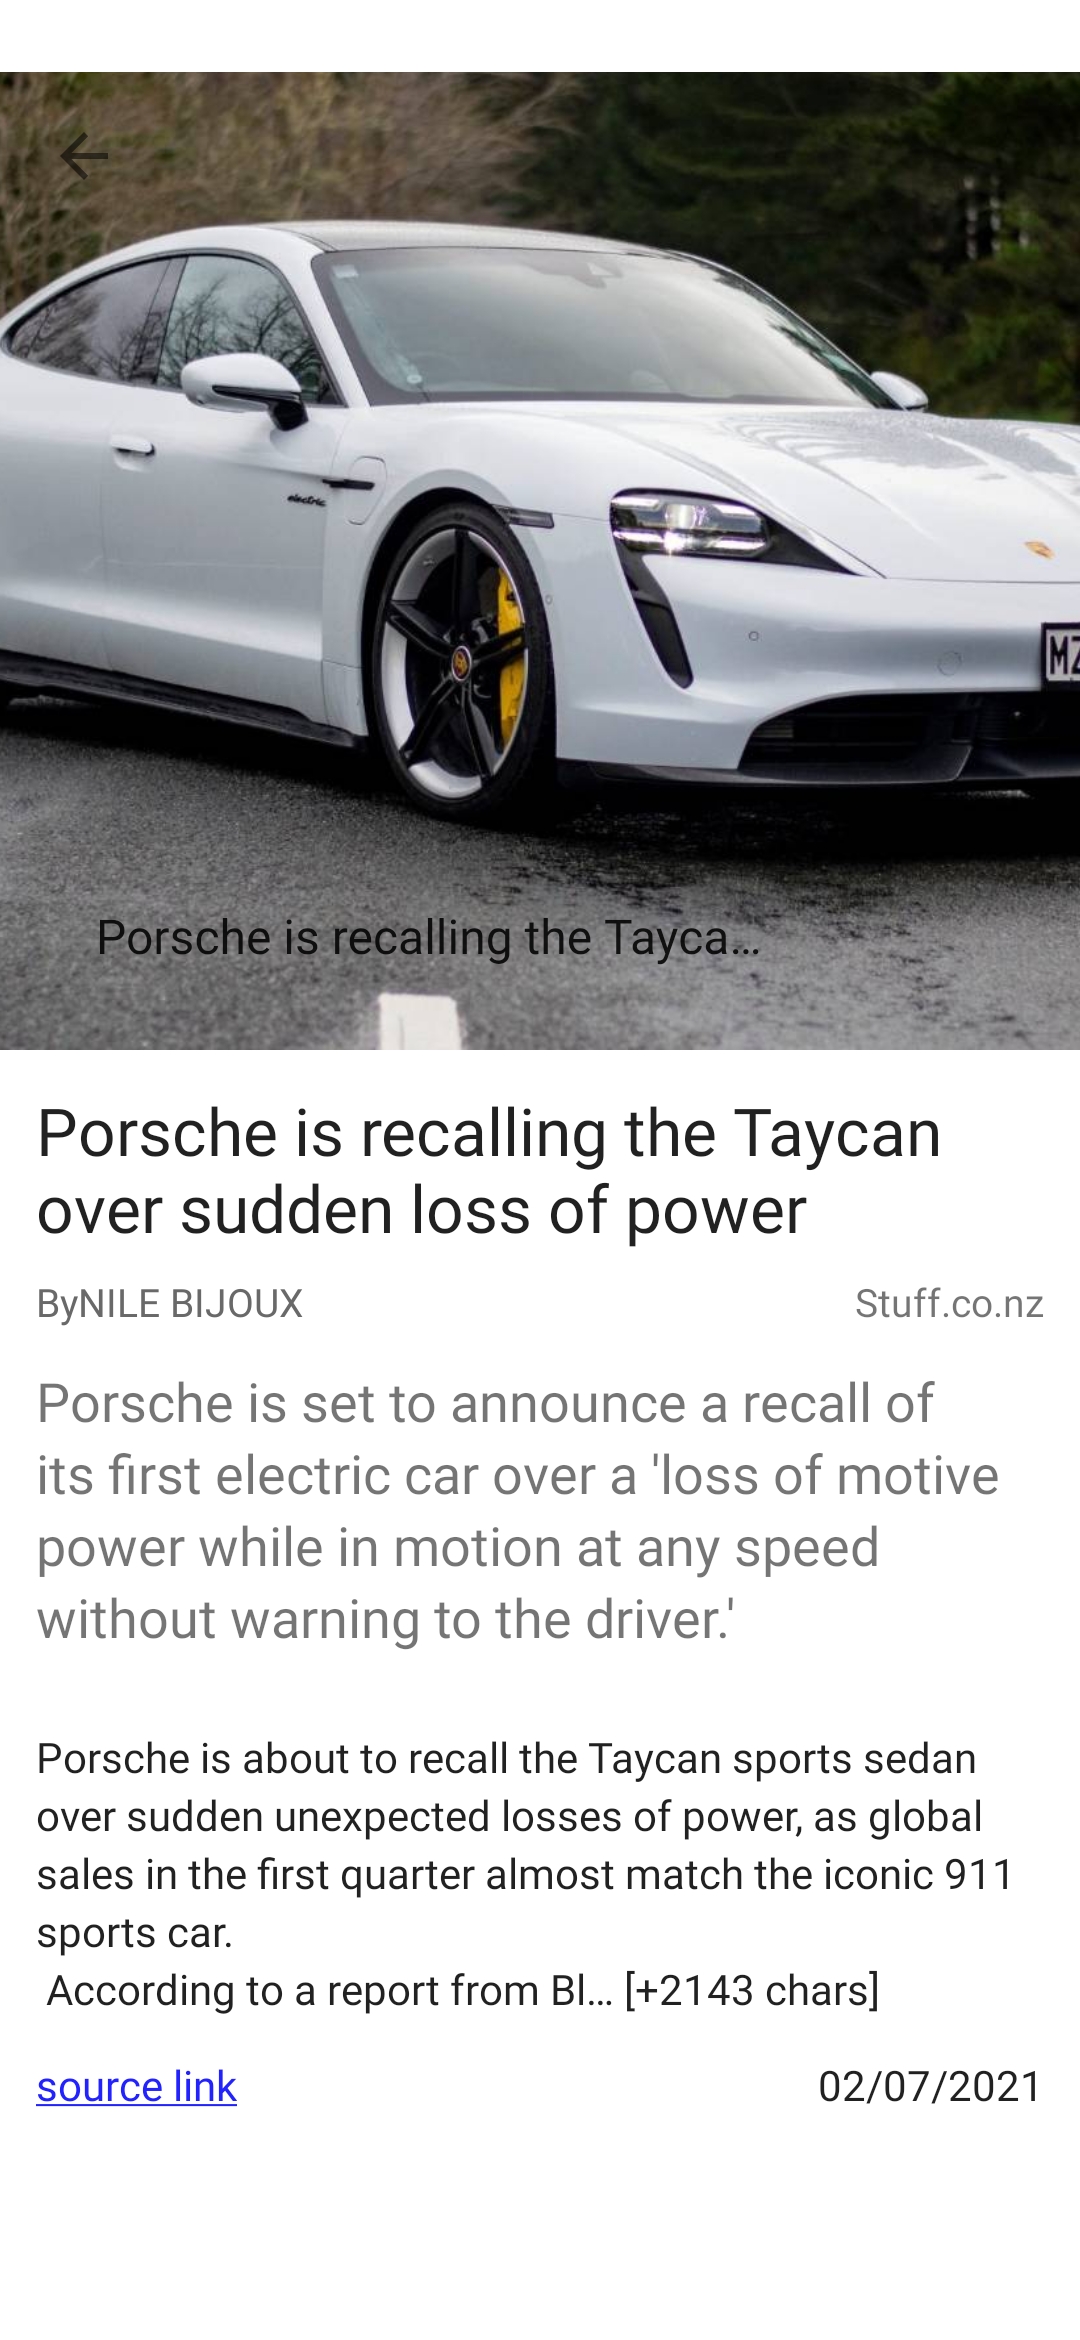 electric
MZ
Porsche is recalling the Tayca...
Porsche is recalling the Taycan
over sudden loss of power
ByNILE BIJOUX
Stuff.co.nz
Porsche is set to announce a recall of
its first electric car over a 'loss of motive
power while in motion at any speed
without warning to the driver.'
Porsche is about to recall the Taycan sports sedan
over sudden unexpected losses of power, as global
sales in the first quarter almost match the iconic 911
sports car.
According to a report from Bl… [+2143 chars]
source link
02/07/2021